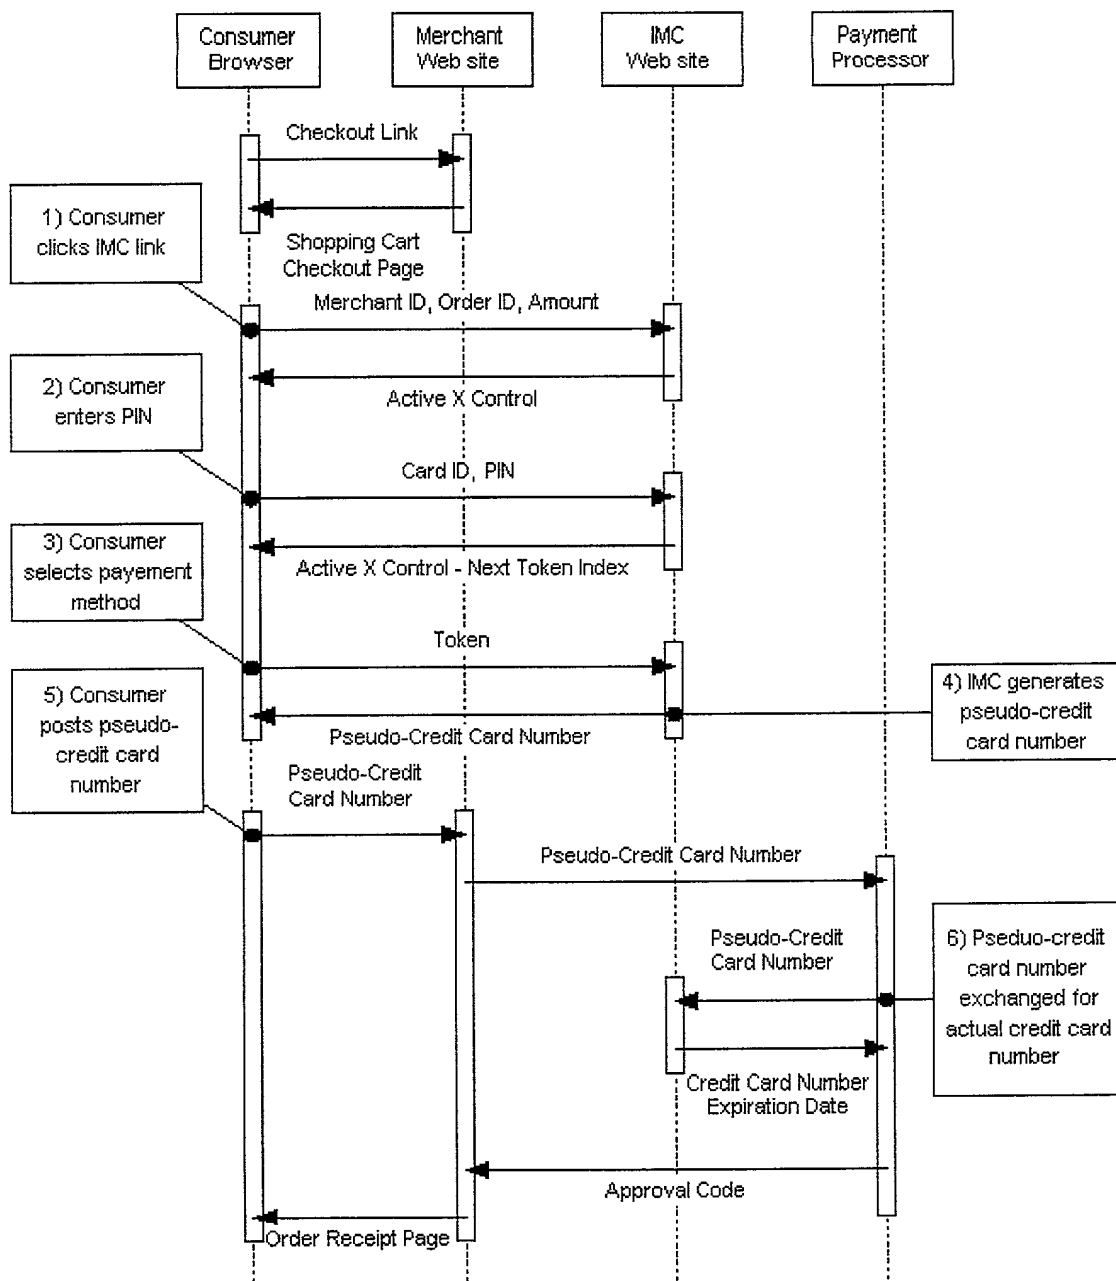 Consumer
Browser
Merchant
Web site
IMC
Web site
Payment
Processor
Checkout Link
1) Consumer
clicks IMC link
Shopping Cart
Checkout Page
Merchant ID, Order ID, Amount
2) Consumer
enters PIN
Active X Control
Card ID, PIN
3) Consumer
selects payement
method
Active X Control - Next Token Index
Token
5) Consumer
posts pseudo-
credit card
number
4) IMC generates
pseudo-credit
card number
Pseudo-Credit Card Number
Pseudo-Credit
Card Number
Pseudo-Credit Card Number
Pseudo-Credit
Card Number
6) Pseduo-credit
card number
exchanged for
actual credit card
number
Credit Card Number
Expiration Date
Approval Code
Order Receipt Page